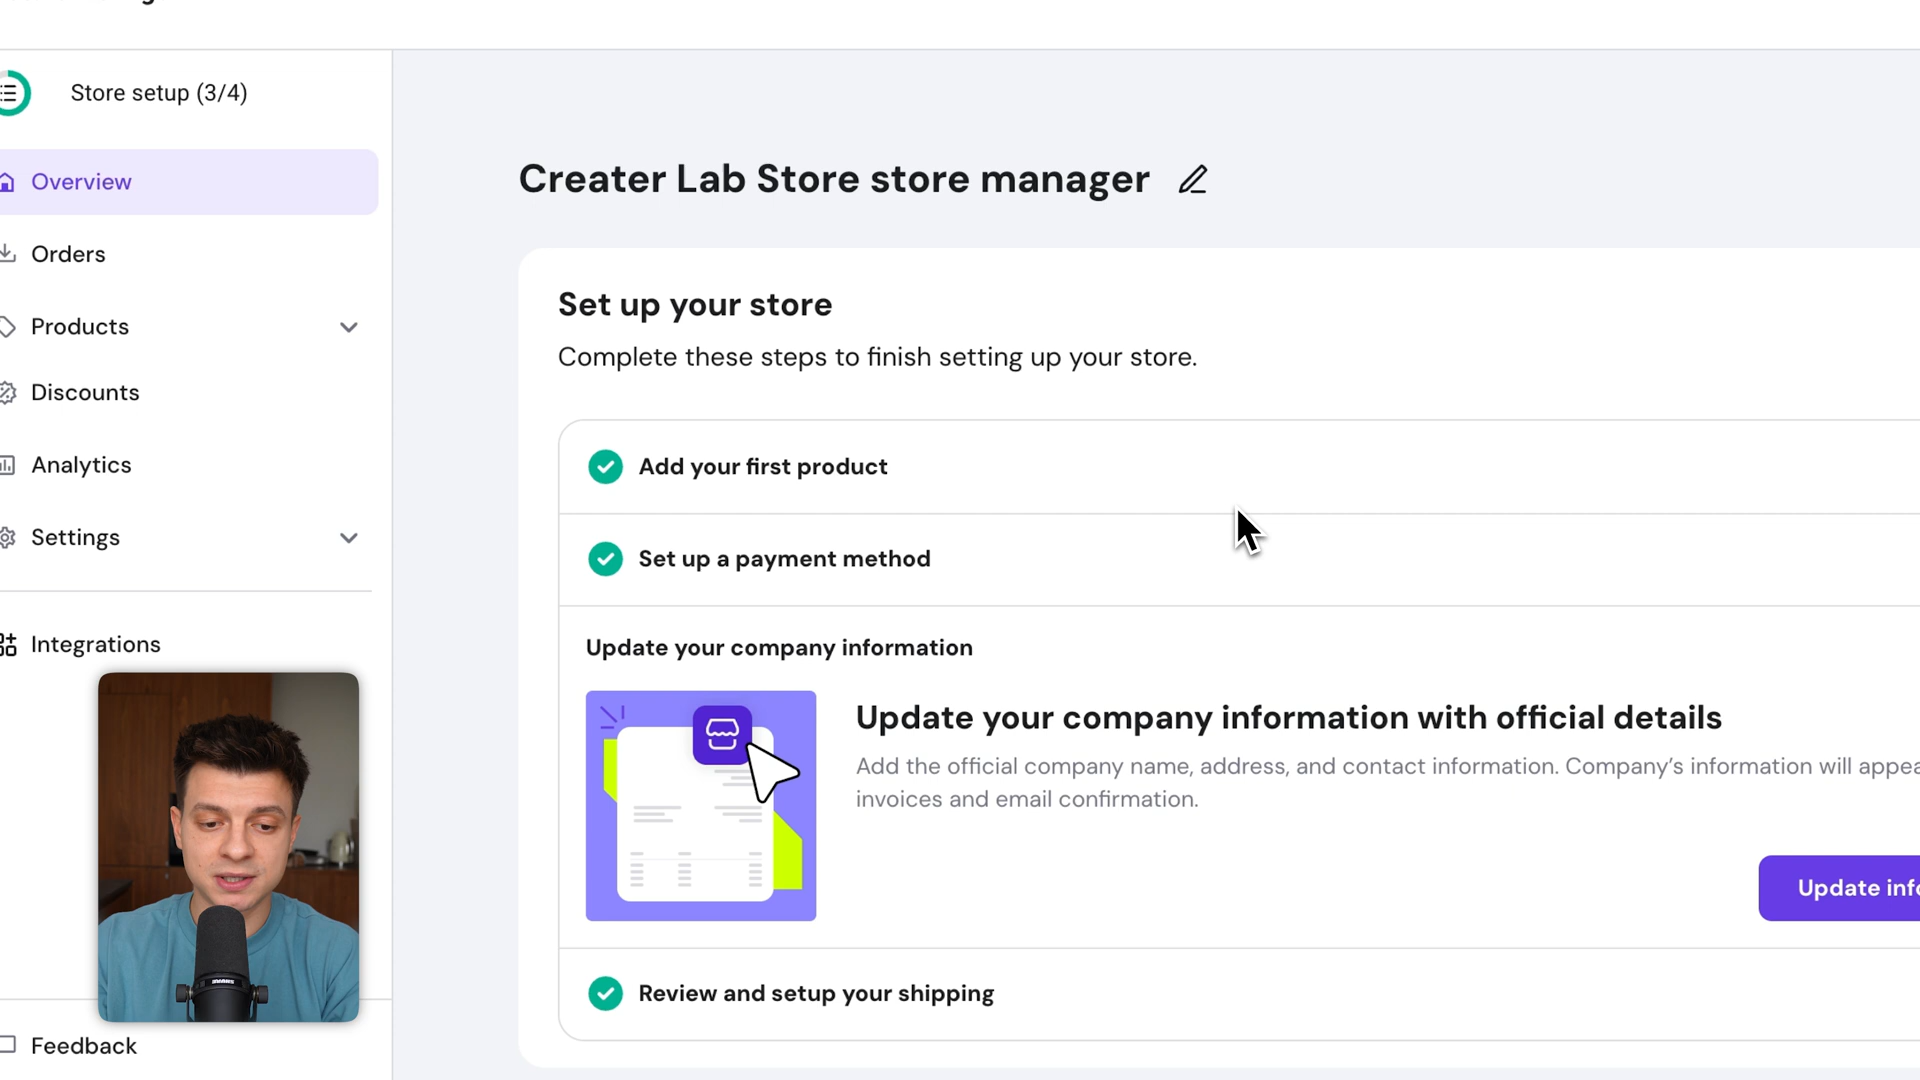 Store setup (3/4)
Overview
Orders
Products
Discounts
Analytics
Settings
Integrations
Feedback
Creater Lab Store store manager
Set up your store
Complete these steps to finish setting up your store.
Add your first product
Set up a payment method
Update your company information
Update your company information with official details
Add the official company name, address, and contact information. Company’s information will appea
invoices and email confirmation.
Update info
Review and setup your shipping